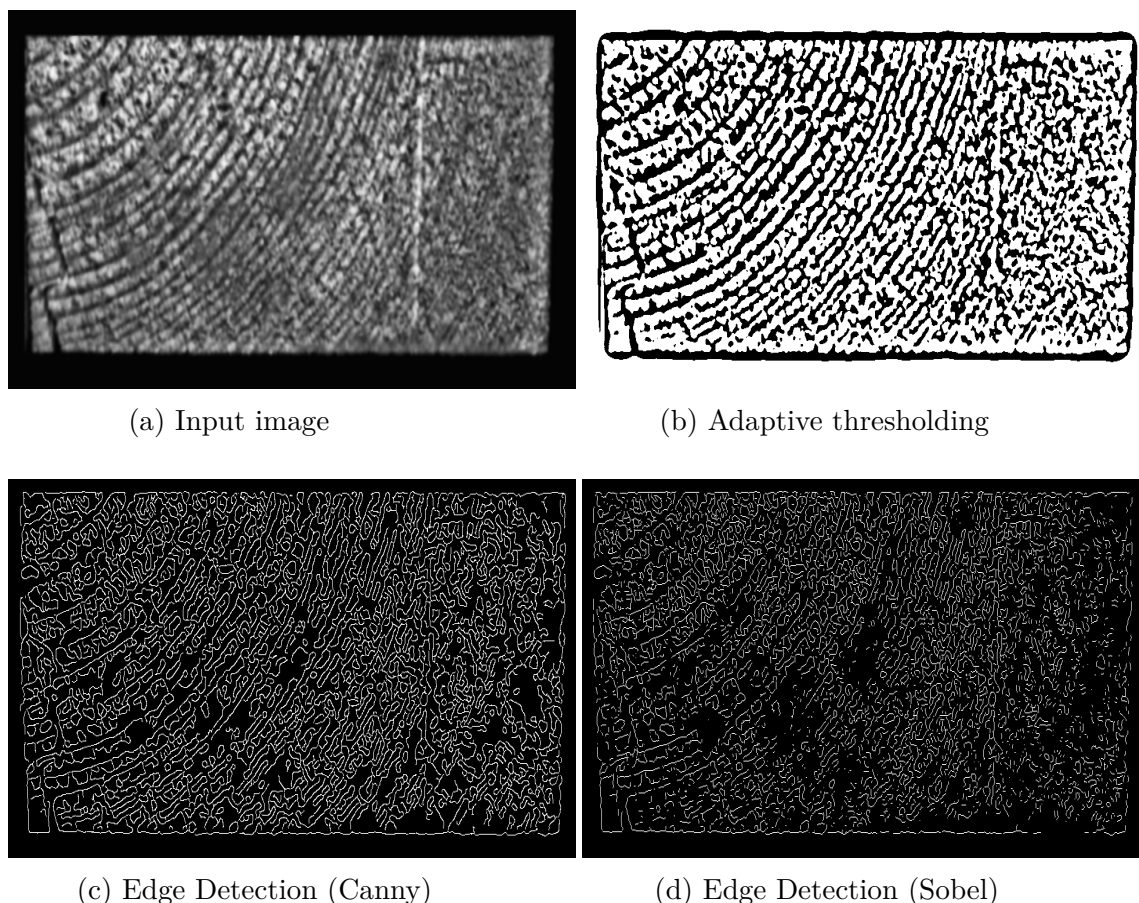 (a) Input image
(b) Adaptive thresholding
(c) Edge Detection (Canny)
(d) Edge Detection (Sobel)